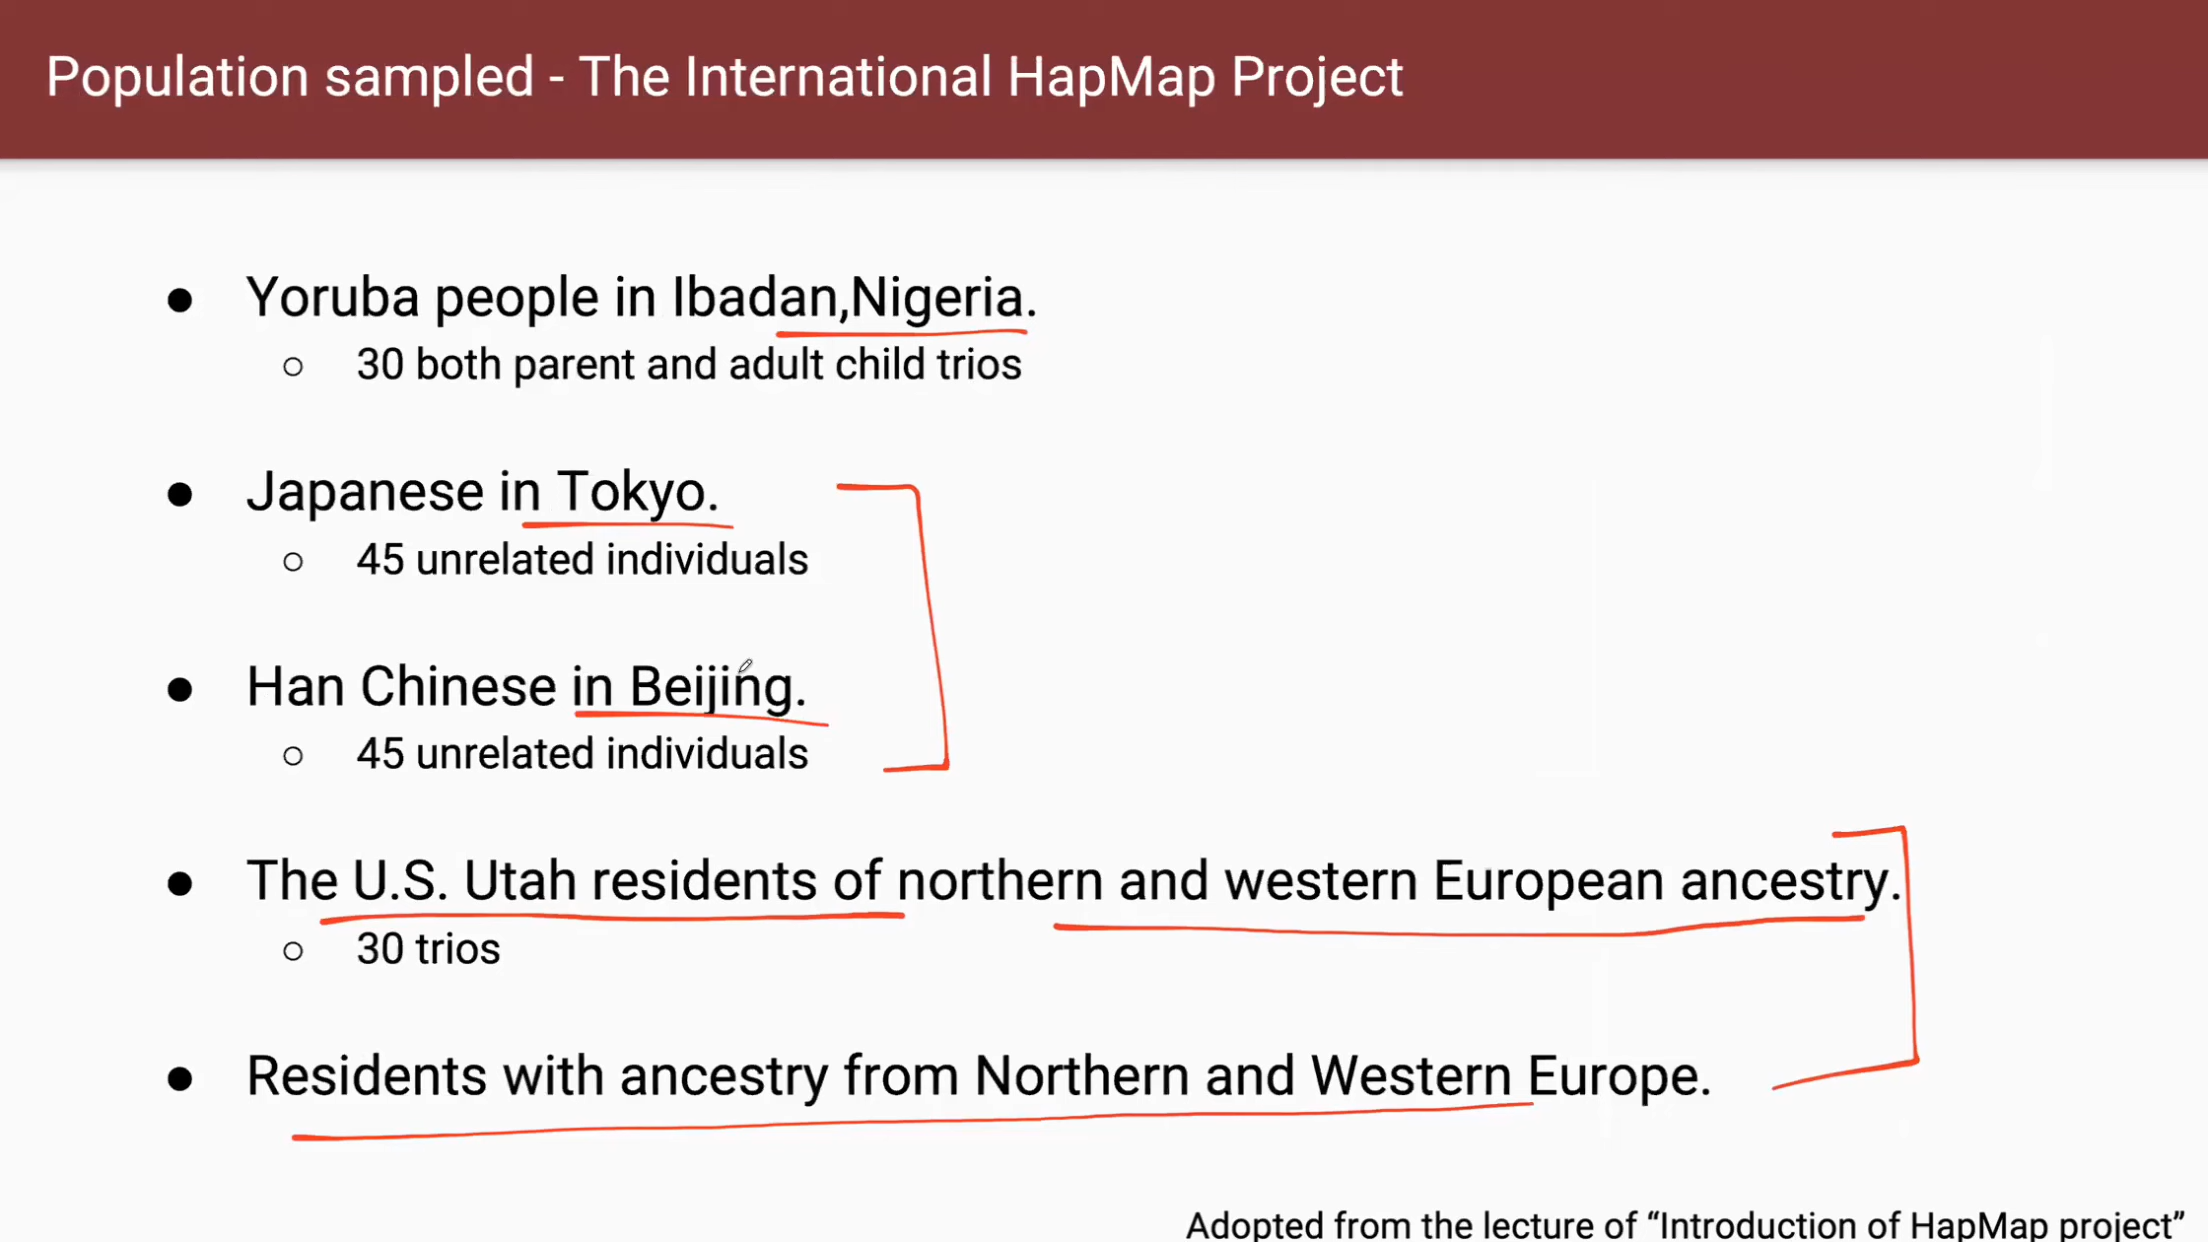 Population sampled - The International HapMap Project
● Yoruba people in Ibadan,Nigeria.
○ 30 both parent and adult child trios
● Japanese in Tokyo.
○ 45 unrelated individuals
● Han Chinese in Beijing.
○ 45 unrelated individuals
● The U.S. Utah residents of northern and western European ancestry.
○ 30 trios
● Residents with ancestry from Northern and Western Europe.
Adopted from the lecture of “Introduction of HapMap project”